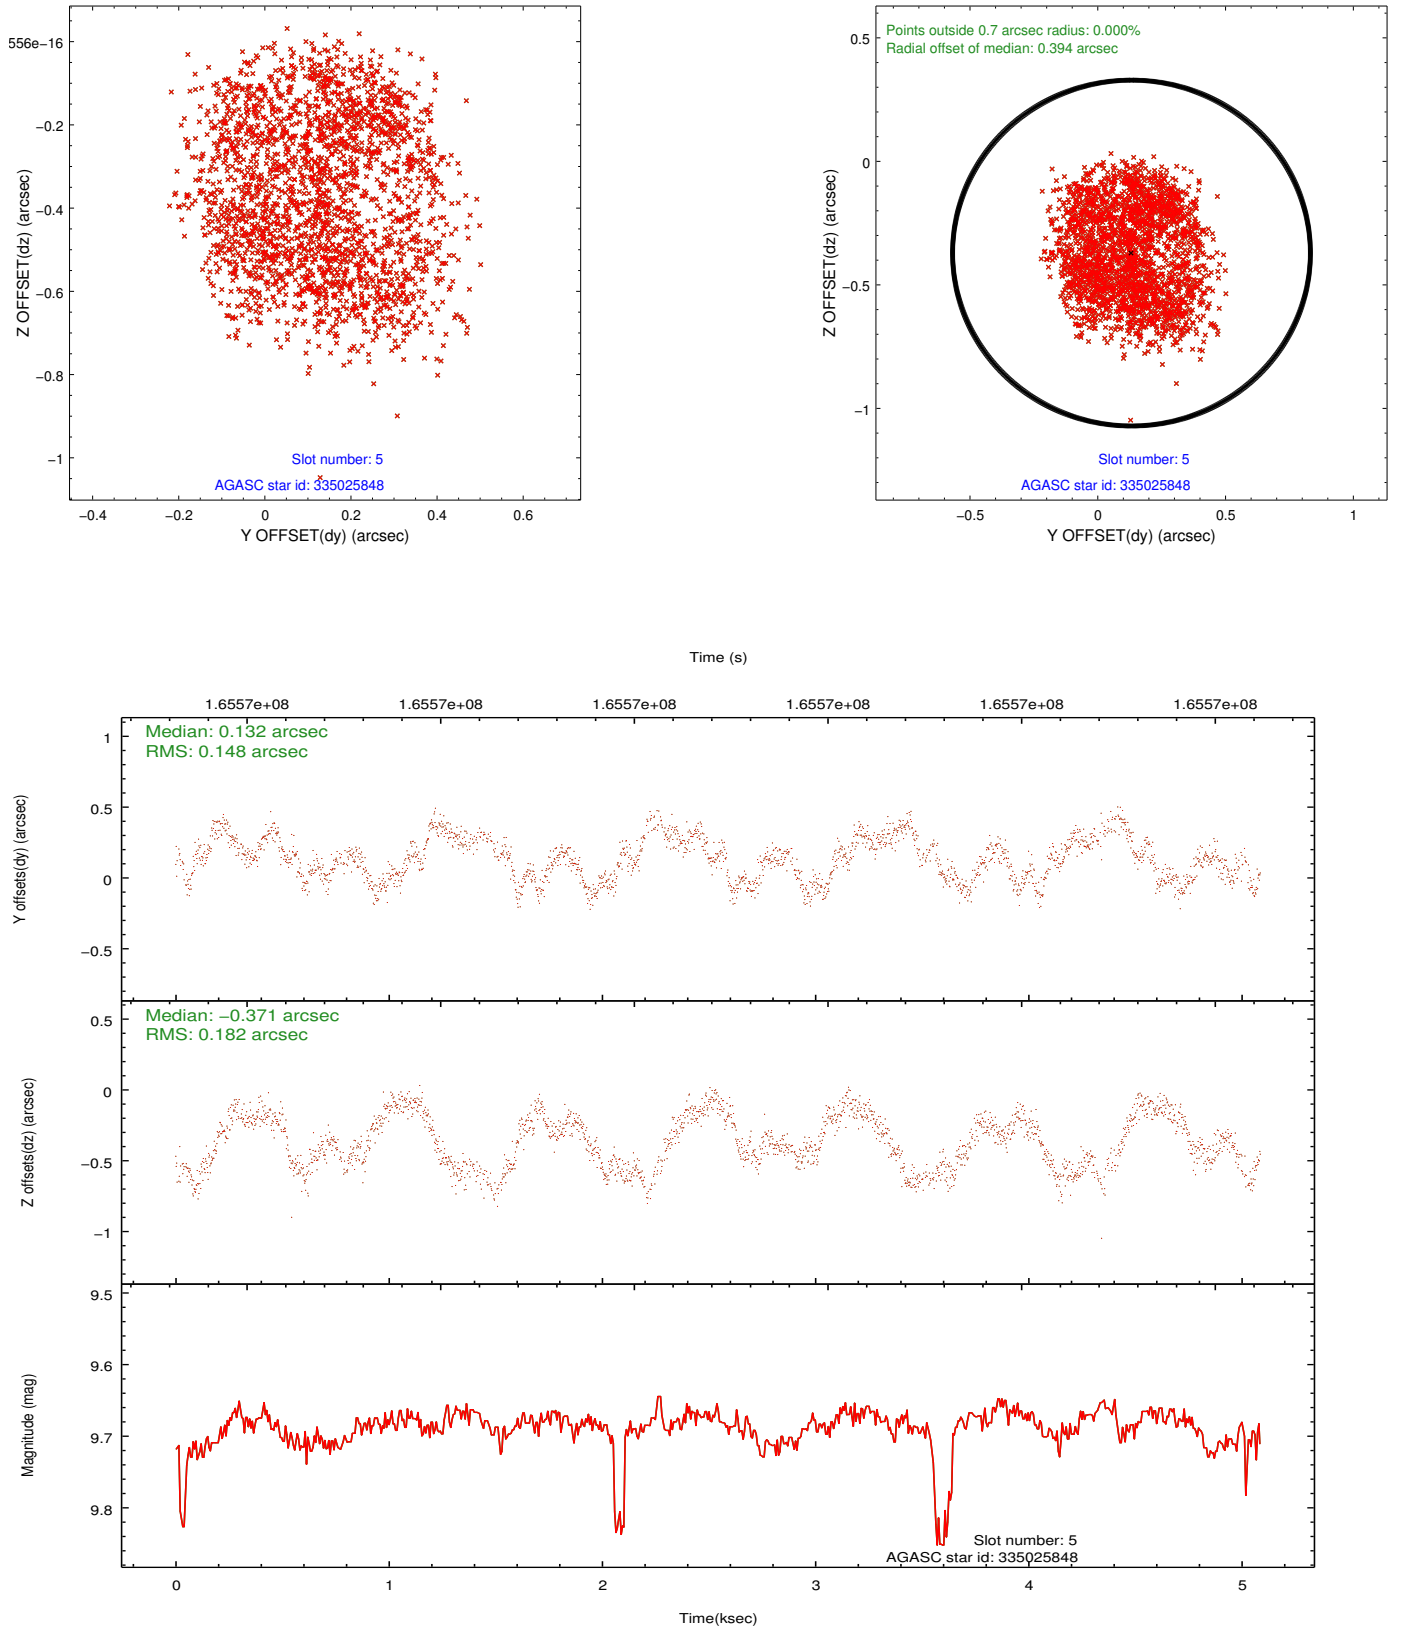 556e−16
−0.2
−0.4
−0.6
−0.8
−1
Z OFFSET(dz) (arcsec)
Slot number: 5
AGASC star id: 335025848
−0.4 −0.2 0 0.2 0.4 0.6
Y OFFSET(dy) (arcsec)
Points outside 0.7 arcsec radius: 0.000%
Radial offset of median: 0.394 arcsec
0.5
0
−0.5
−1
Z OFFSET(dz) (arcsec)
Slot number: 5
AGASC star id: 335025848
−0.5 0 0.5 1
Y OFFSET(dy) (arcsec)
Time (s)
1.6557e+08 1.6557e+08 1.6557e+08 1.6557e+08 1.6557e+08 1.6557e+08
Median: 0.132 arcsec
RMS: 0.148 arcsec
1
0.5
0
−0.5
Y offsets(dy) (arcsec)
Median: −0.371 arcsec
RMS: 0.182 arcsec
0.5
0
−0.5
−1
Z offsets(dz) (arcsec)
9.5
9.6
9.7
9.8
Magnitude (mag)
Slot number: 5
AGASC star id: 335025848
0 1 2 3 4 5
Time(ksec)